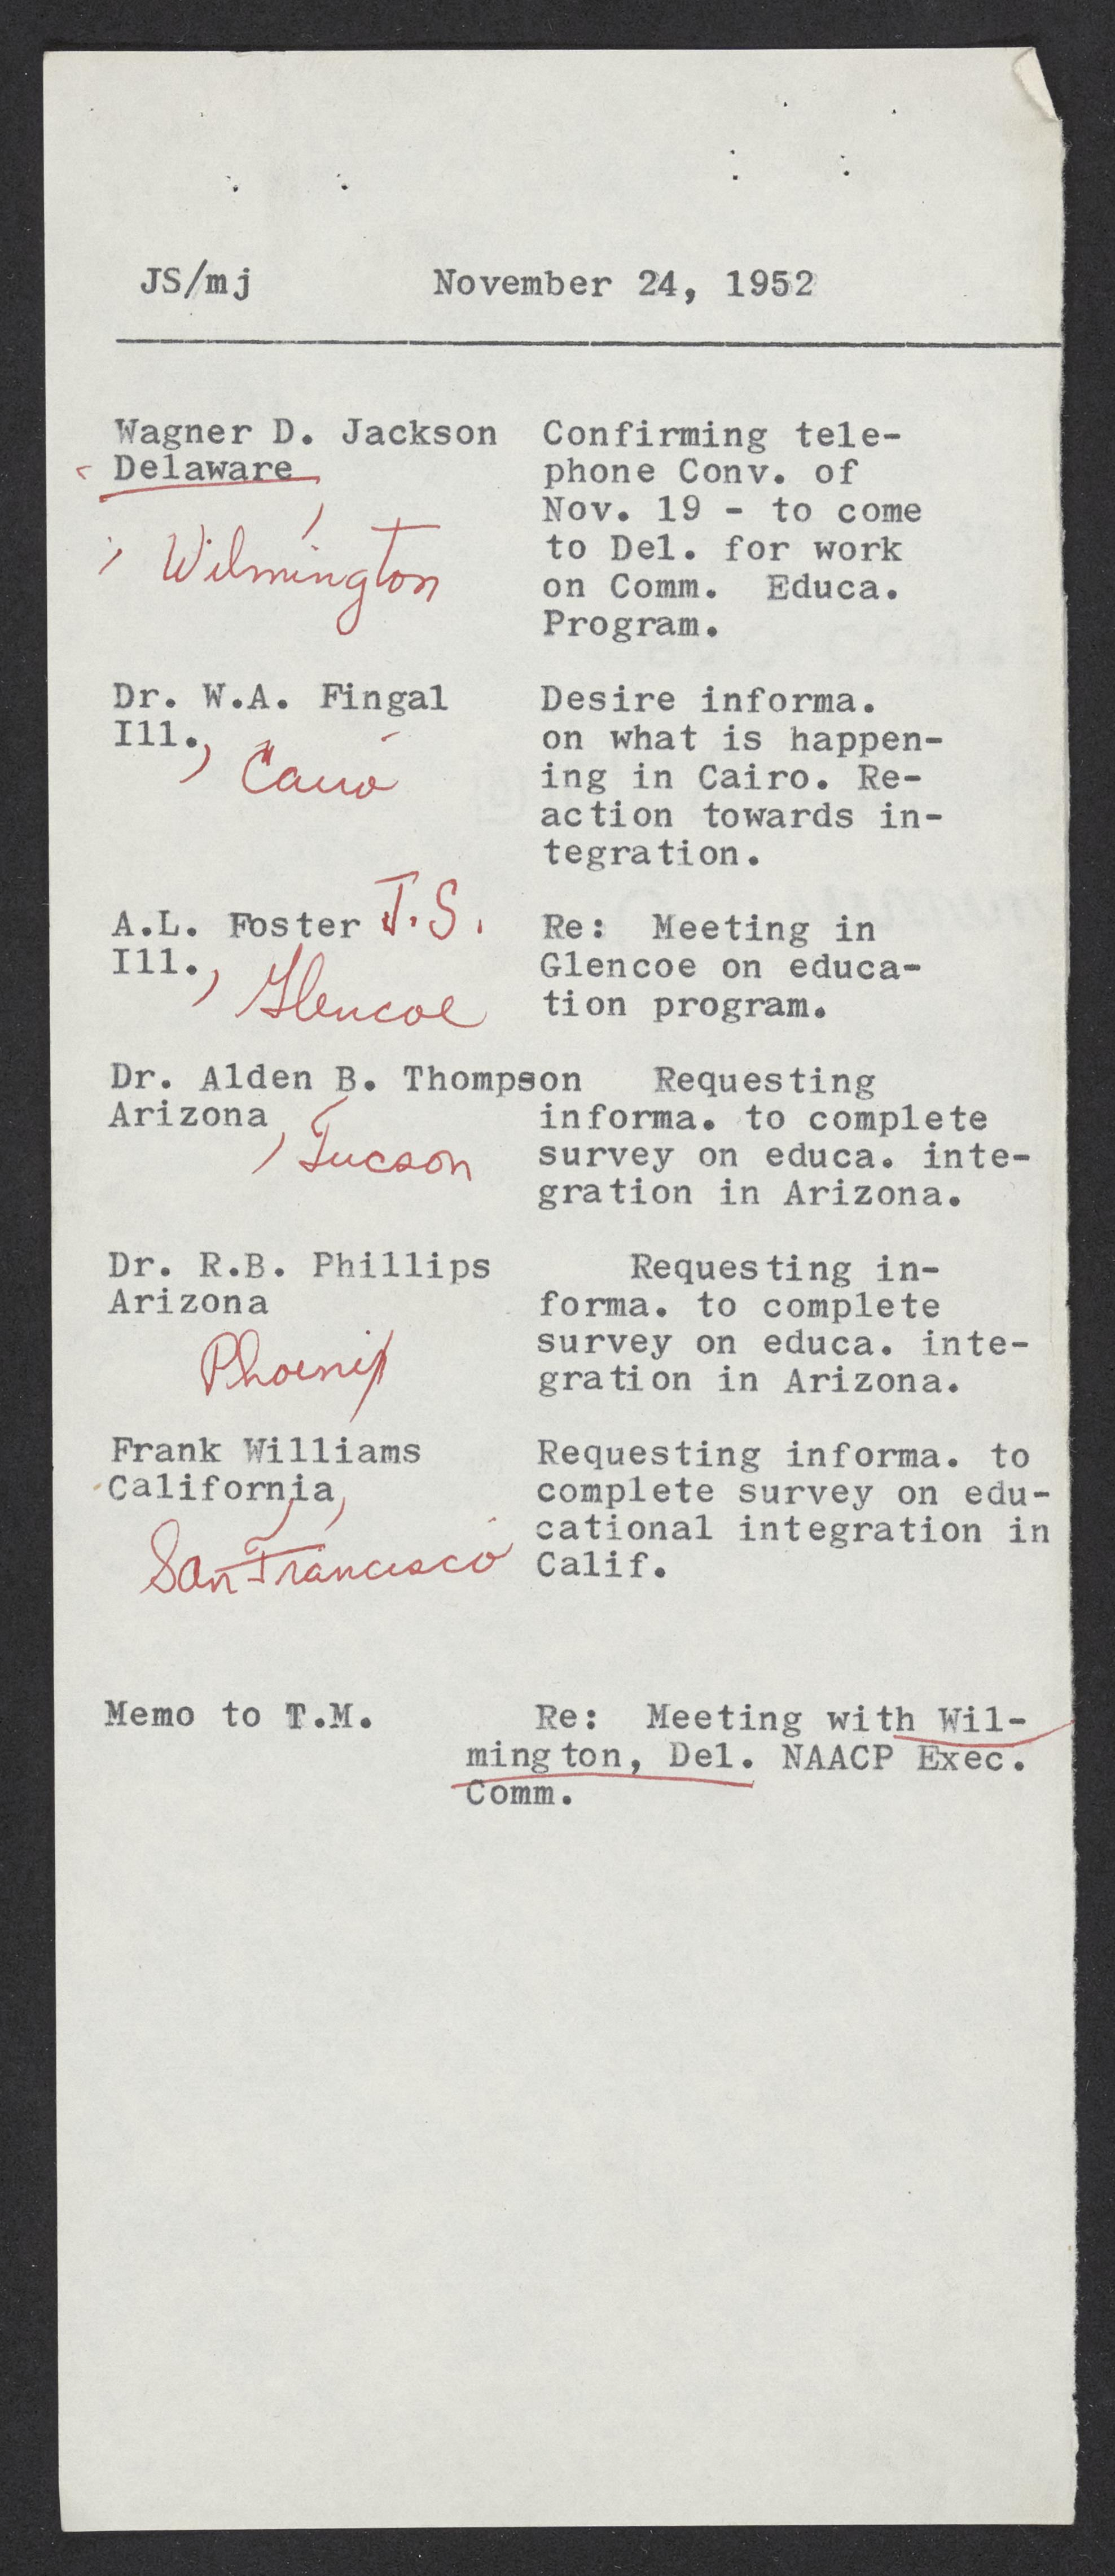 JS/mj November 24, 1952
Wagner D. Jackson Confirming tele-
Delaware phone Conv. of
Nov. 19 - to come
, Wilmington to Del. for work
on Comm. Educa.
Program.
Dr. W.A. Fingal Desire informa.
Ill., on what is happen-
, Cairo ing in Cairo. Re-
action towards in-
tegration.
A.L. Foster J.S. Re: Meeting in
Ill., Glencoe on educa-
, Glencoe tion program.
Dr. Alden B. Thompson Requesting
Arizona informa. to complete
, Tucson survey on educa. inte-
gration in Arizona.
Dr. R.B. Phillips Requesting in-
Arizona forma. to complete
Phoenix survey on educa. inte-
gration in Arizona.
Frank Williams Requesting informa. to
California, complete survey on edu-
cational integration in
San Francisco Calif.
Memo to T.M. Re: Meeting with Wil-
mington, Del. NAACP Exec.
Comm.